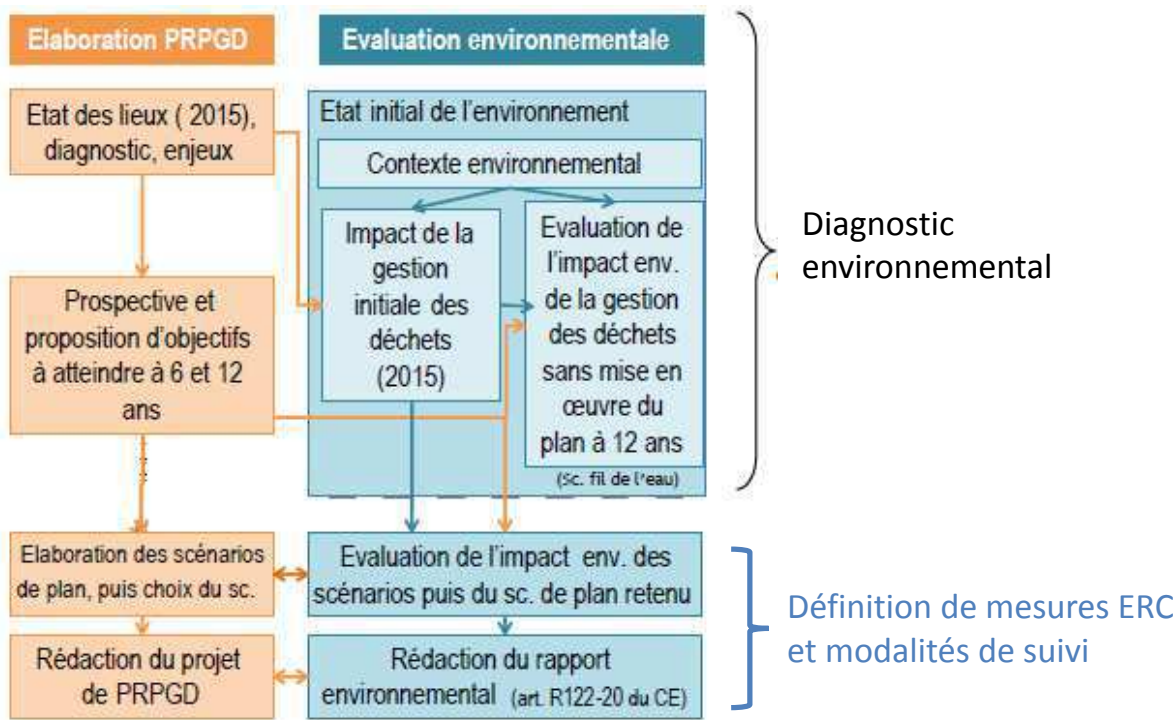 Elaboration PRPGD
Evaluation environnementale
Etat des lieux ( 2015),
diagnostic, enjeux
Prospective et
proposition d'objectifs
à atteindre à 6 et 12
ans
Elaboration des scénarios
de plan, puis choix du sc.
Rédaction du projet
de PRPGD
Etat initial de l'environnement
Contexte environnemental
Impact de la
gestion
initiale des
déchets
(2015)
Evaluation de
l'impact env.
de la gestion
des déchets
sans mise en
œuvre du
plan à 12 ans
(Sc. fil de l'eau)
Evaluation de l'impact env. des
scénarios puis du sc. de plan retenu
Rédaction du rapport
environnemental (art. R122-20 du CE)
Diagnostic
environnemental
Définition de mesures ERC
et modalités de suivi